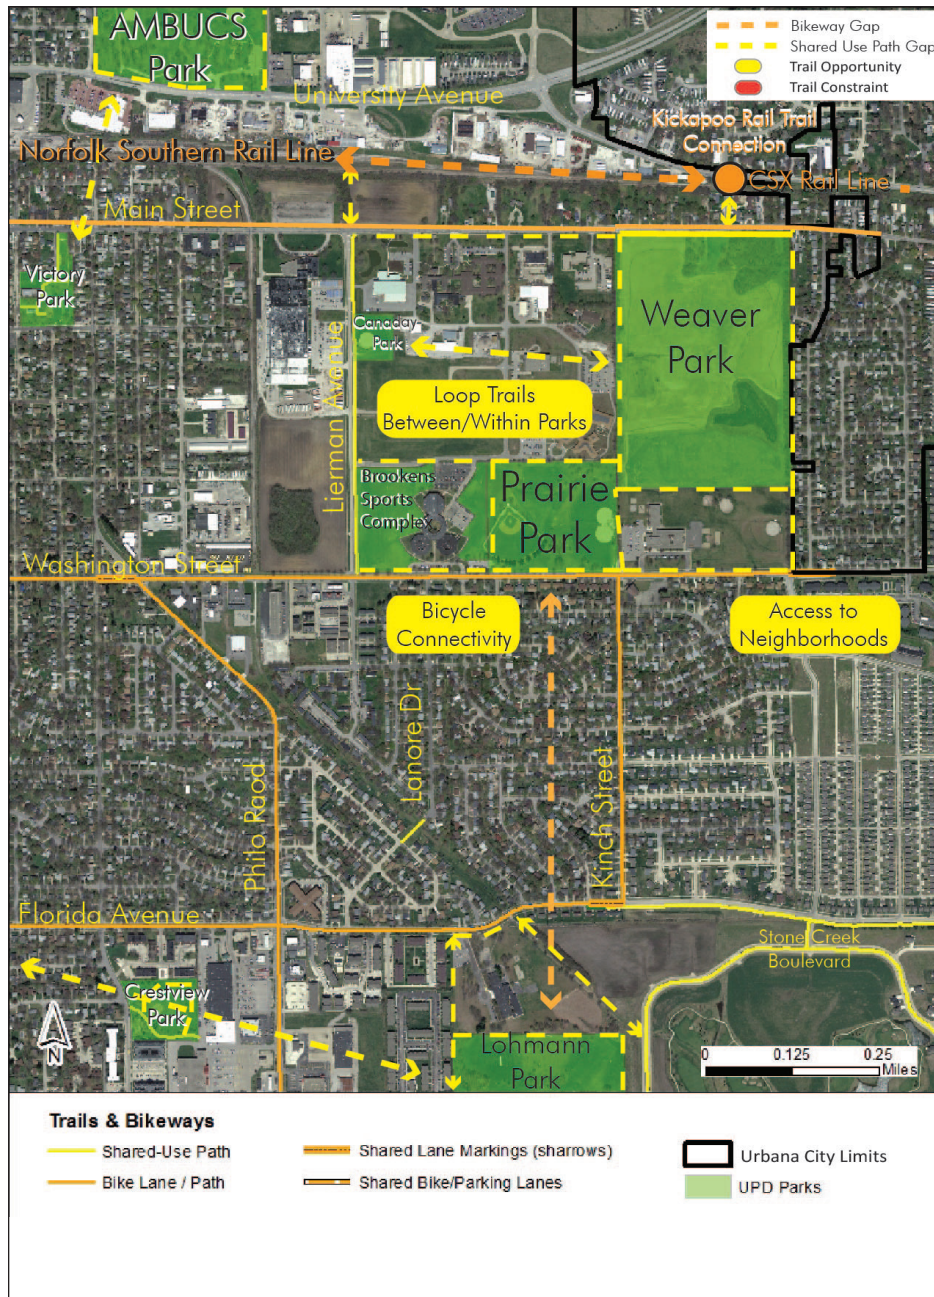 AMBUCS
Park
Bikeway Gap
Shared Use Path Gap
Trail Opportunity
Trail Constraint
University Avenue
Kickapoo Rail Trail
Connection
Norfolk Southern Rail Line
CSX Rail Line
Main Street
Victory
Park
Weaver
Park
Canaday
Park
Lierman Avenue
Loop Trails
Between/Within Parks
Brookens
Sports
Complex
Prairie
Park
Washington Street
Bicycle
Connectivity
Access to
Neighborhoods
Lanore Dr
Philo Raod
Kinch Street
Florida Avenue
Stone Creek
Boulevard
Crestview
Park
N
Lohmann
Park
0 0.125 0.25
Miles
Trails & Bikeways
Shared-Use Path
Bike Lane / Path
Shared Lane Markings (sharrows)
Shared Bike/Parking Lanes
Urbana City Limits
UPD Parks